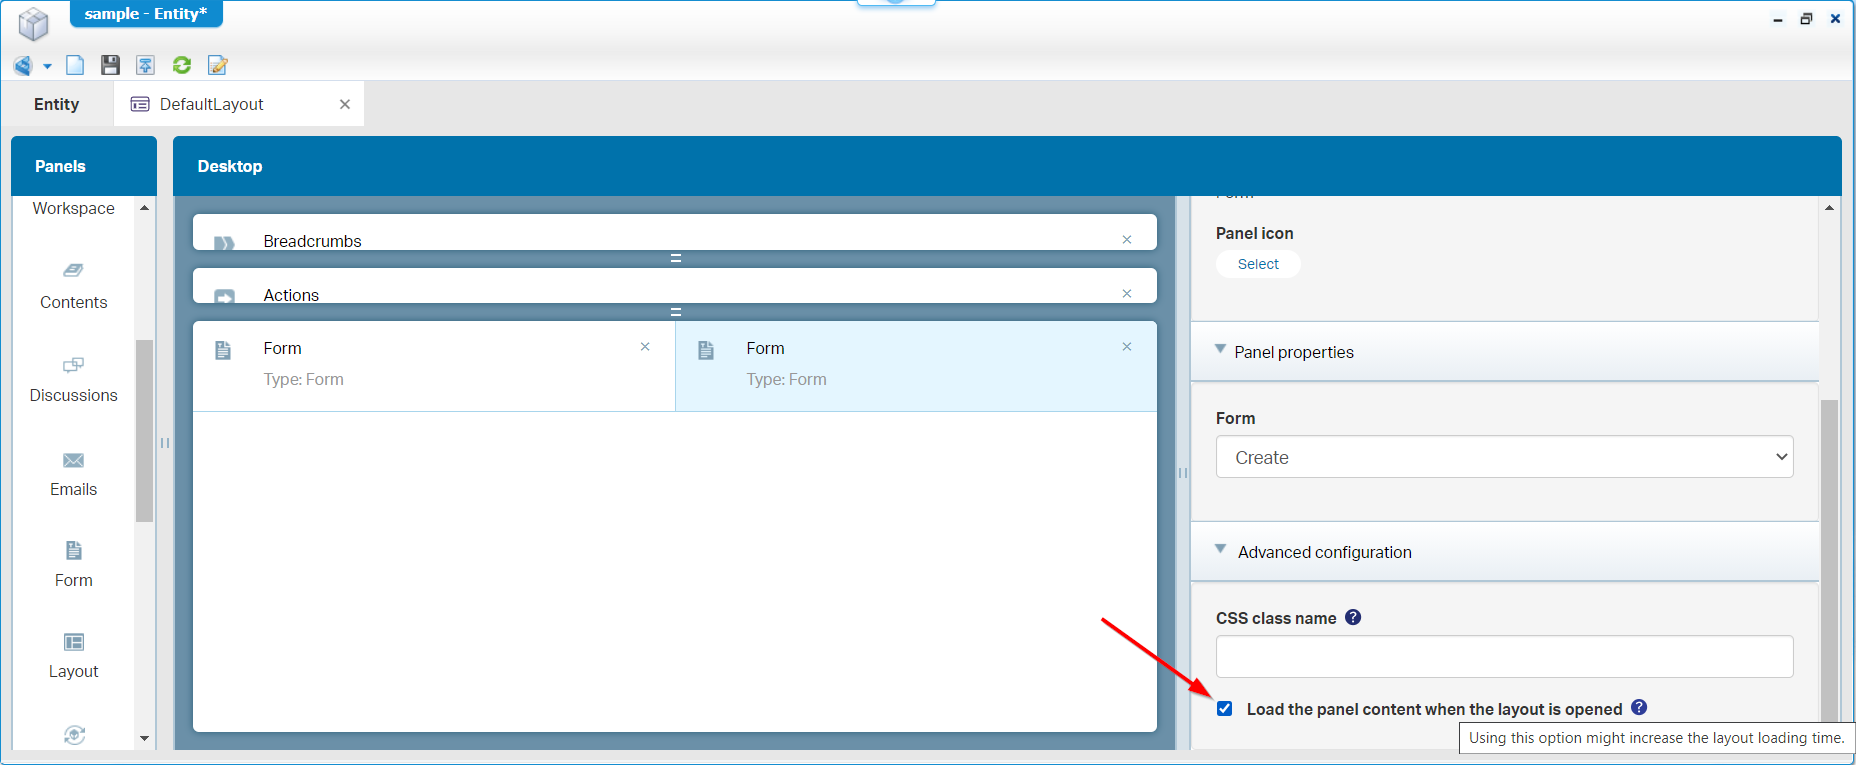 sample - Entity*
Entity
DefaultLayout
Panels
Desktop
Workspace
Contents
Discussions
Emails
Form
Layout
Breadcrumbs
Actions
Form
Type: Form
Form
Type: Form
Panel icon
Select
Panel properties
Form
Create
Advanced configuration
CSS class name
Load the panel content when the layout is opened
Using this option might increase the layout loading time.